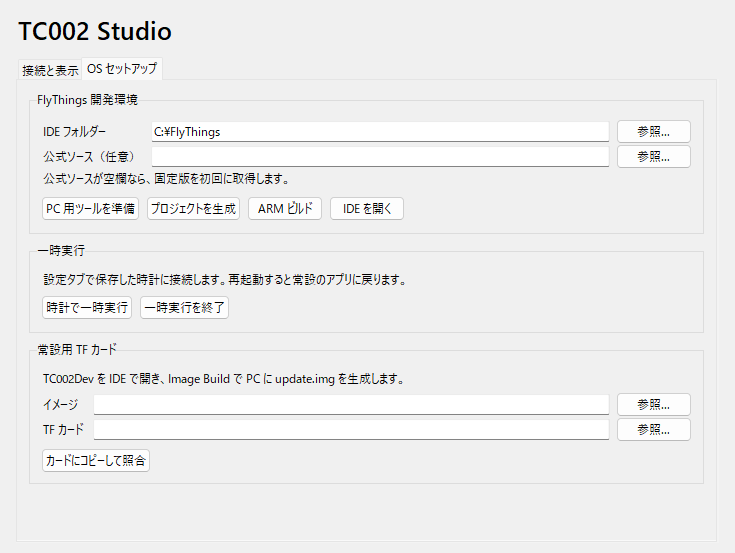 TC002 Studio
接続と表示 OS セットアップ
FlyThings 開発環境
IDE フォルダー C:¥FlyThings 参照...
公式ソース（任意） 参照...
公式ソースが空欄なら、固定版を初回に取得します。
PC 用ツールを準備 プロジェクトを生成 ARM ビルド IDE を開く
一時実行
設定タブで保存した時計に接続します。再起動すると常設のアプリに戻ります。
時計で一時実行 一時実行を終了
常設用 TF カード
TC002Dev を IDE で開き、Image Build で PC に update.img を生成します。
イメージ 参照...
TF カード 参照...
カードにコピーして照合